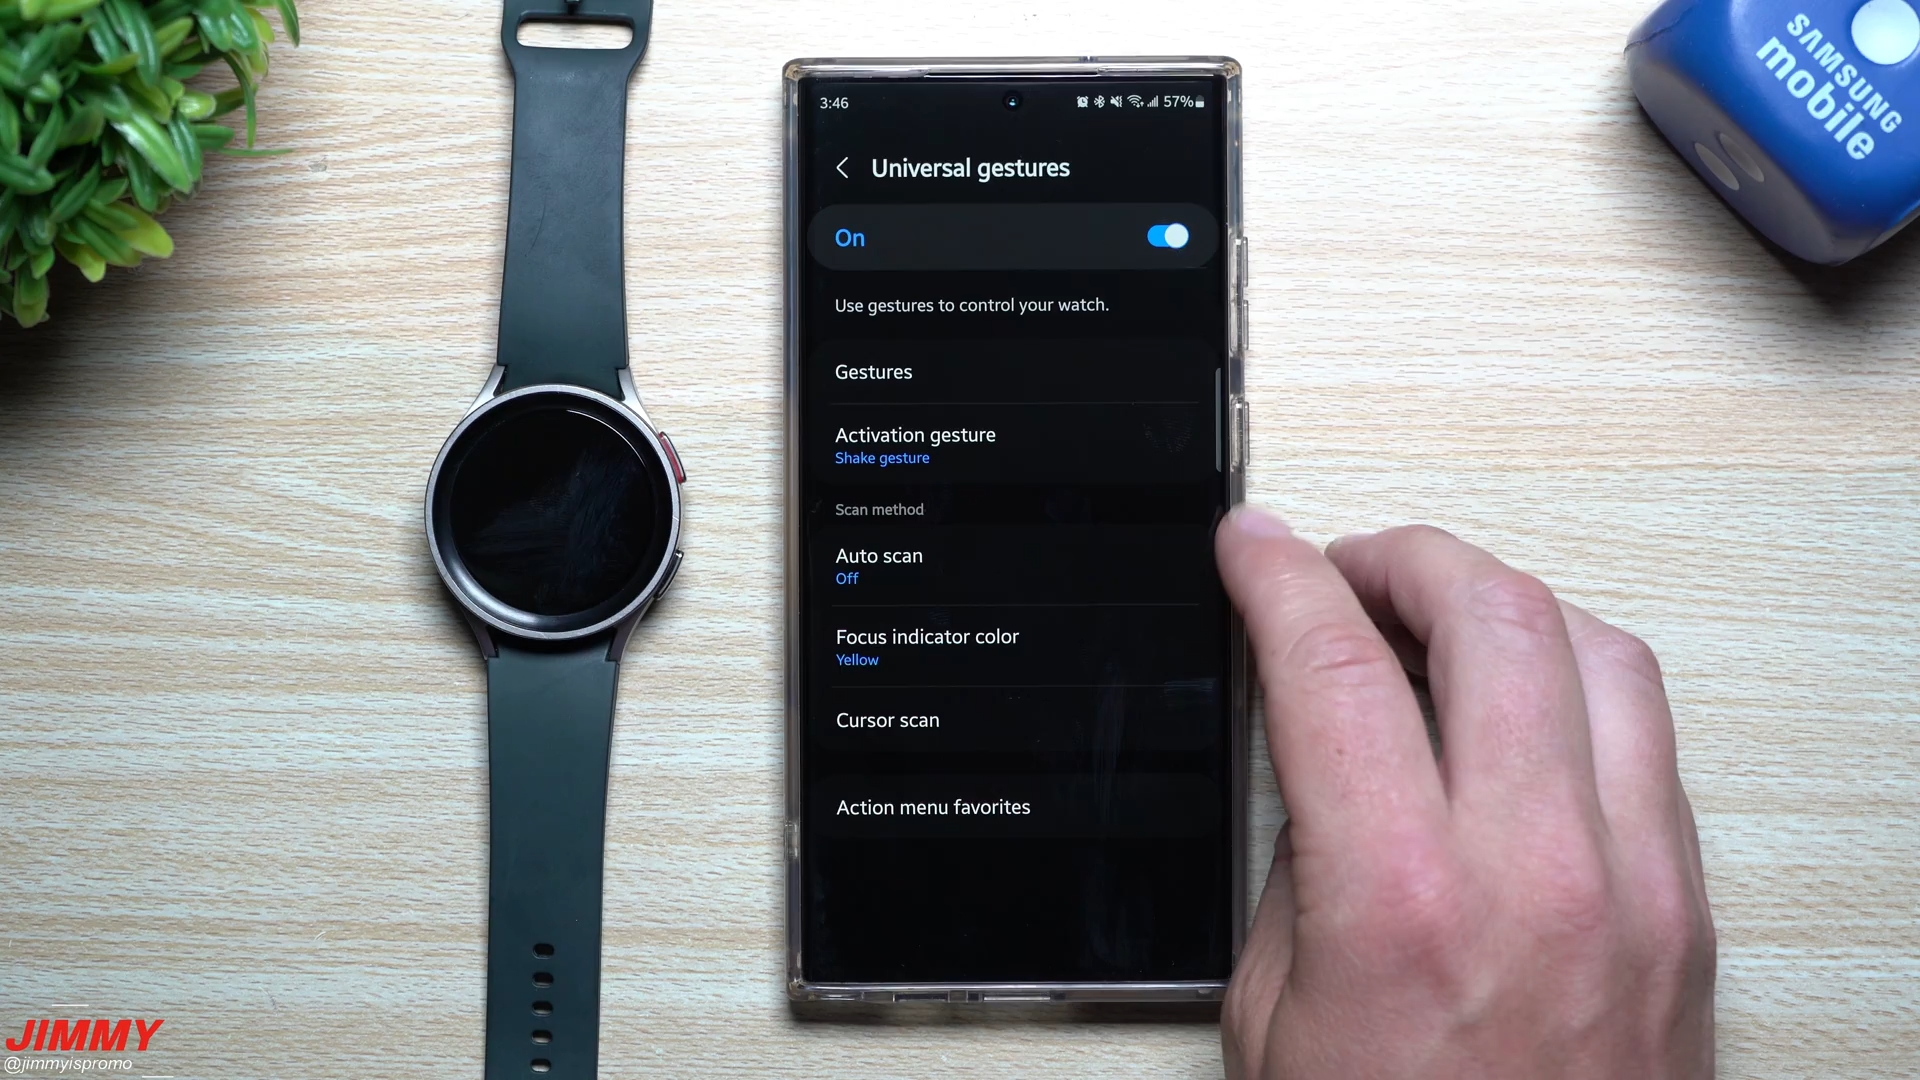 SAMSUNG
mobile
3:46
57%
Universal gestures
On
Use gestures to control your watch.
Gestures
Activation gesture
Shake gesture
Scan method
Auto scan
Off
Focus indicator color
Yellow
Cursor scan
Action menu favorites
JIMMY
@jimmyispromo